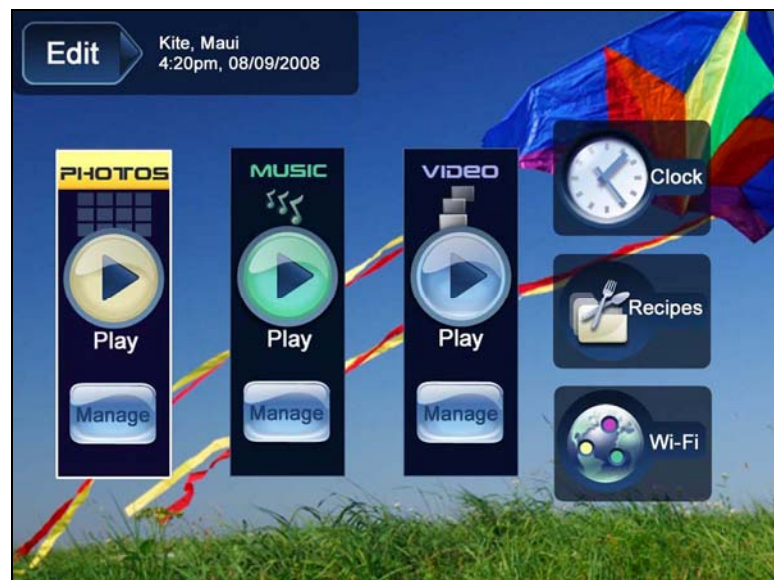 Edit
Kite, Maui
4:20pm, 08/09/2008
PHOTOS
Play
Manage
MUSIC
Play
Manage
VIDEO
Play
Manage
Clock
Recipes
Wi-Fi